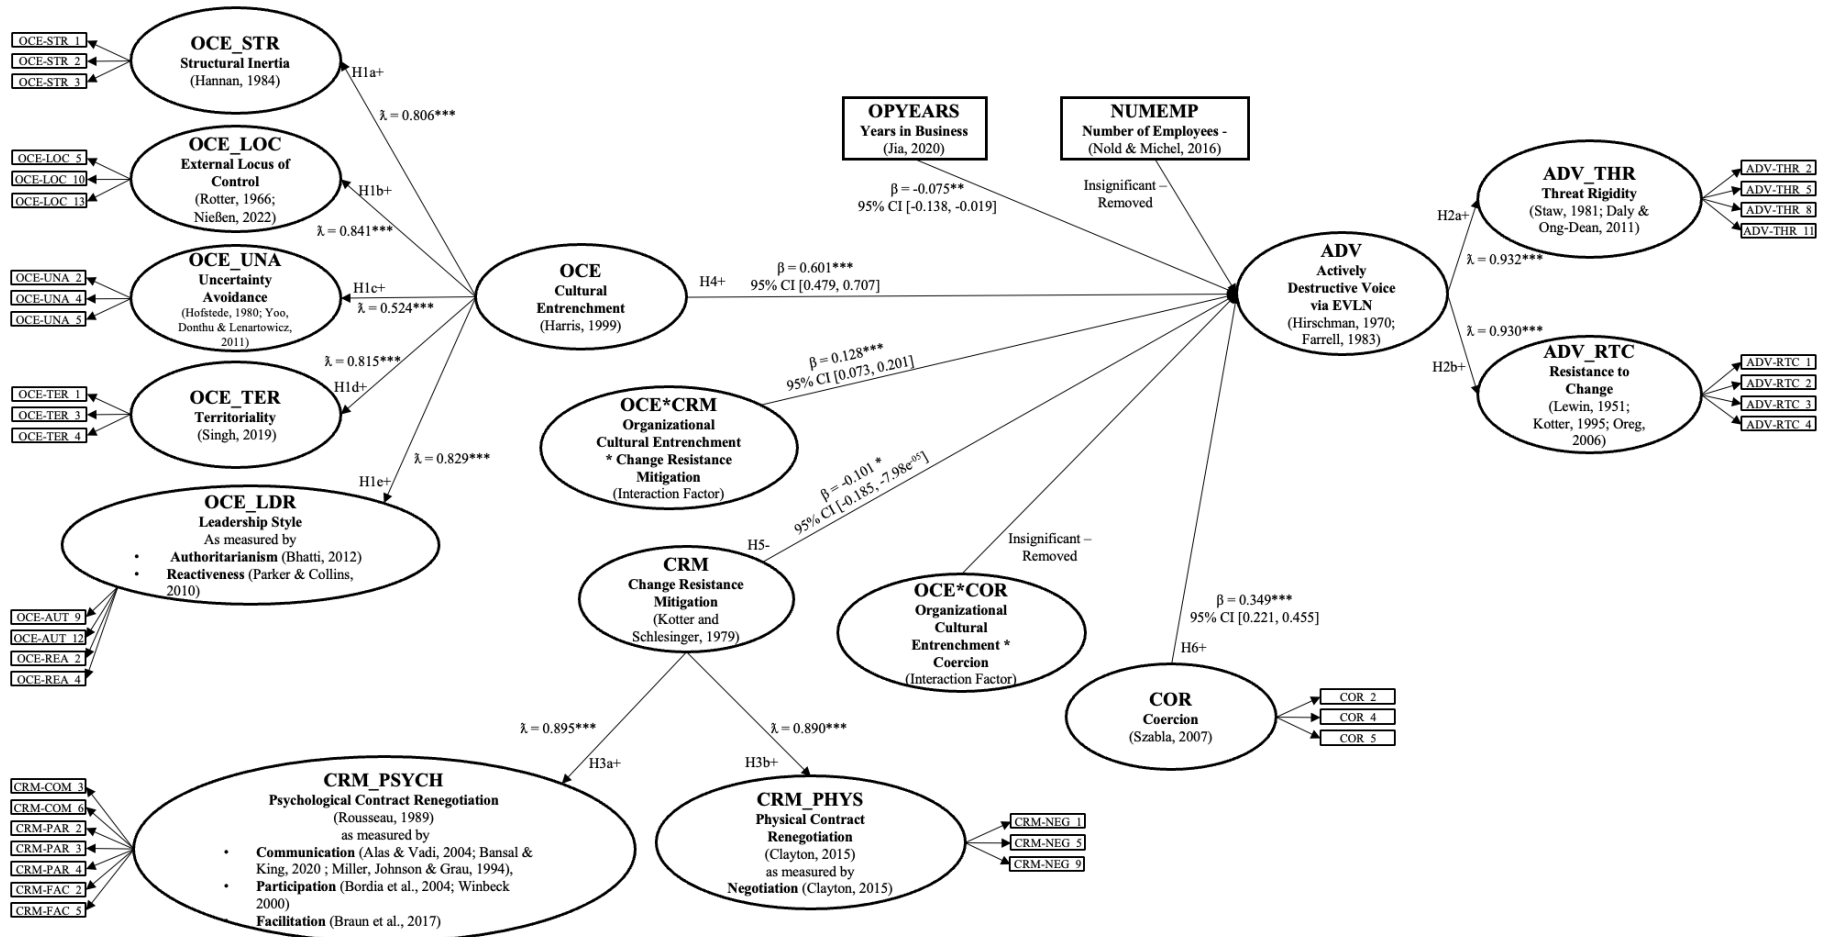 OCE-STR 1
OCE-STR 2
OCE-STR 3
OCE_STR
Structural Inertia
(Hannan, 1984)
H1a+
ƛ = 0.806***
OCE-LOC 5
OCE-LOC 10
OCE-LOC 13
OCE_LOC
External Locus of
Control
(Rotter, 1966;
Nießen, 2022)
H1b+
ƛ = 0.841***
OCE-UNA 2
OCE-UNA 4
OCE-UNA 5
OCE_UNA
Uncertainty
Avoidance
(Hofstede, 1980; Yoo,
Donthu & Lenartowicz,
2011)
H1c+
ƛ = 0.524***
OCE-TER 1
OCE-TER 3
OCE-TER 4
OCE_TER
Territoriality
(Singh, 2019)
ƛ = 0.815***
H1d+
ƛ = 0.829***
H1e+
OCE_LDR
Leadership Style
As measured by
• Authoritarianism (Bhatti, 2012)
• Reactiveness (Parker & Collins,
2010)
OCE-AUT 9
OCE-AUT 12
OCE-REA 2
OCE-REA 4
OCE
Cultural
Entrenchment
(Harris, 1999)
H4+
β = 0.601***
95% CI [0.479, 0.707]
OPYEARS
Years in Business
(Jia, 2020)
β = -0.075**
95% CI [-0.138, -0.019]
NUMEMP
Number of Employees -
(Nold & Michel, 2016)
Insignificant –
Removed
ADV
Actively
Destructive Voice
via EVLN
(Hirschman, 1970;
Farrell, 1983)
H2a+
ƛ = 0.932***
ADV_THR
Threat Rigidity
(Staw, 1981; Daly &
Ong-Dean, 2011)
ADV-THR 2
ADV-THR 5
ADV-THR 8
ADV-THR 11
ƛ = 0.930***
H2b+
ADV_RTC
Resistance to
Change
(Lewin, 1951;
Kotter, 1995; Oreg,
2006)
ADV-RTC 1
ADV-RTC 2
ADV-RTC 3
ADV-RTC 4
β = 0.128***
95% CI [0.073, 0.201]
OCE*CRM
Organizational
Cultural Entrenchment
* Change Resistance
Mitigation
(Interaction Factor)
β = -0.101 *
95% CI [-0.185, -7.98e-05]
H5-
CRM
Change Resistance
Mitigation
(Kotter and
Schlesinger, 1979)
Insignificant –
Removed
OCE*COR
Organizational
Cultural
Entrenchment *
Coercion
(Interaction Factor)
β = 0.349***
95% CI [0.221, 0.455]
H6+
COR
Coercion
(Szabla, 2007)
COR 2
COR 4
COR 5
ƛ = 0.895***
H3a+
ƛ = 0.890***
H3b+
CRM-COM 3
CRM-COM 6
CRM-PAR 2
CRM-PAR 3
CRM-PAR 4
CRM-FAC 2
CRM-FAC 5
CRM_PSYCH
Psychological Contract Renegotiation
(Rousseau, 1989)
as measured by
• Communication (Alas & Vadi, 2004; Bansal &
King, 2020 ; Miller, Johnson & Grau, 1994),
• Participation (Bordia et al., 2004; Winbeck
2000)
• Facilitation (Braun et al., 2017)
CRM_PHYS
Physical Contract
Renegotiation
(Clayton, 2015)
as measured by
Negotiation (Clayton, 2015)
CRM-NEG 1
CRM-NEG 5
CRM-NEG 9